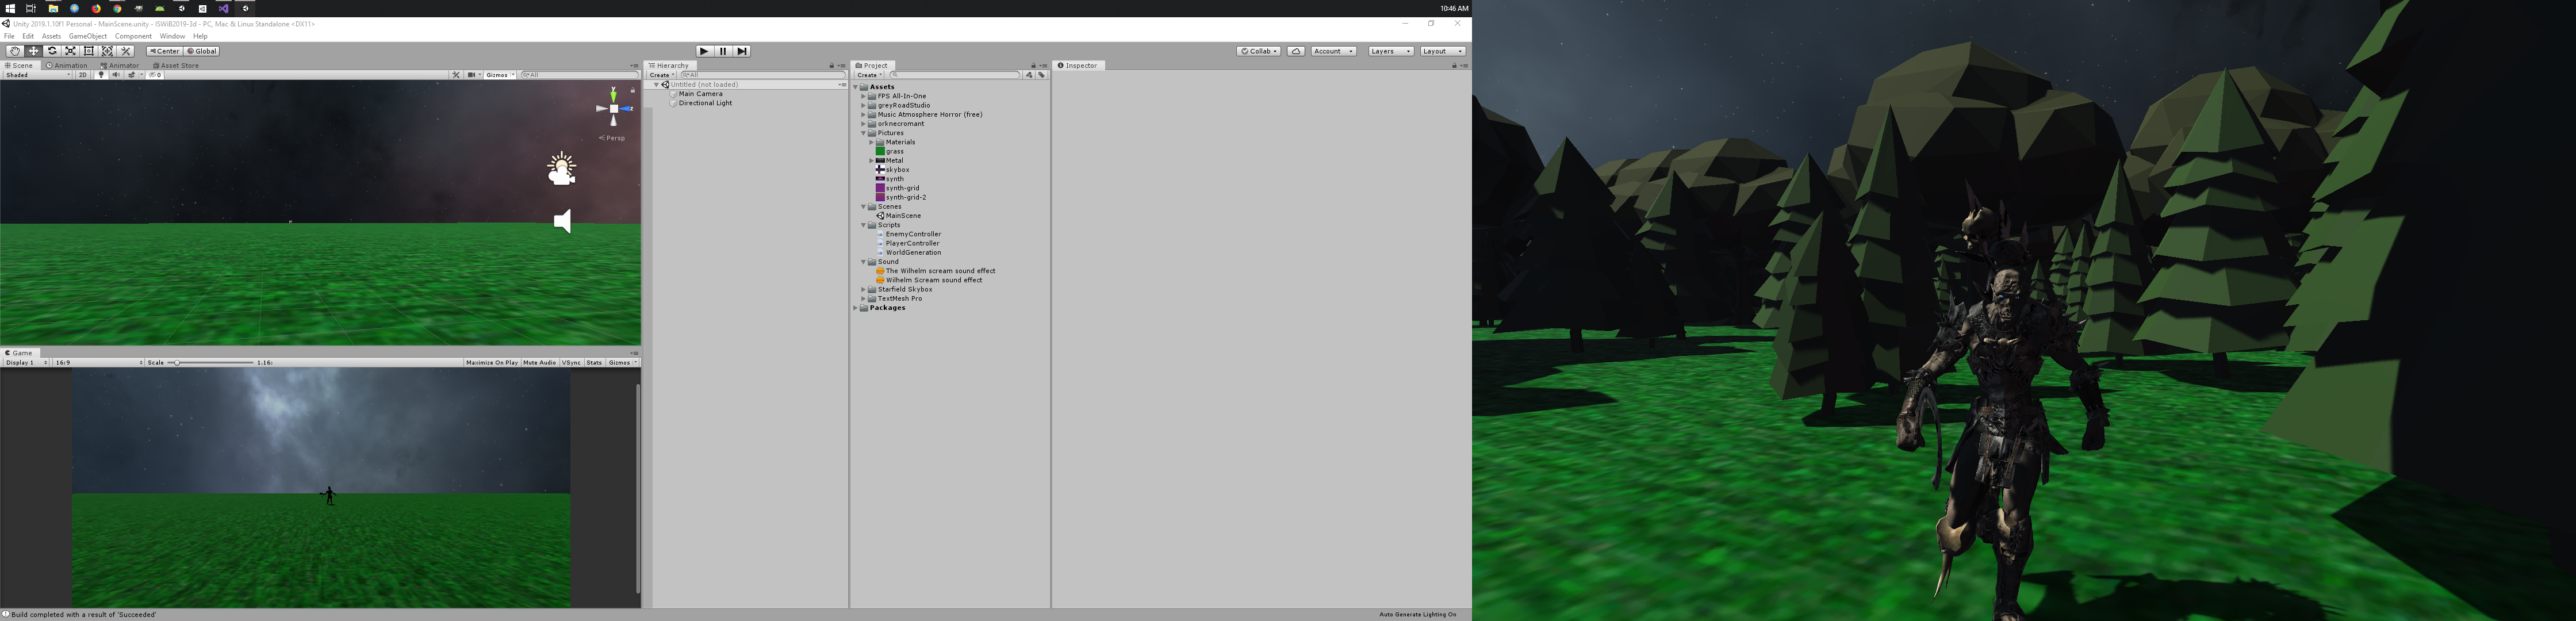 10:46 AM
Unity 2019.1.10f1 Personal - MainScene.unity - ISWiB2019-3d - PC, Mac & Linux Standalone <DX11>
File Edit Assets GameObject Component Window Help
Center Global Collab Account Layers Layout
Scene Animation Animator Asset Store
Shaded 2D 0 Gizmos All
Y
z
Persp
Game
Display 1 16:9 Scale 1.16x Maximize On Play Mute Audio VSync Stats Gizmos
Hierarchy
Create All
Untitled (not loaded)
Main Camera
Directional Light
Project
Create
Assets
FPS All-In-One
greyRoadStudio
Music Atmosphere Horror (free)
orknecromant
Pictures
Materials
grass
Metal
skybox
synth
synth-grid
synth-grid-2
Scenes
MainScene
Scripts
EnemyController
PlayerController
WorldGeneration
Sound
The Wilhelm scream sound effect
Wilhelm Scream sound effect
Starfield Skybox
TextMesh Pro
Packages
Inspector
Build completed with a result of 'Succeeded'
Auto Generate Lighting On